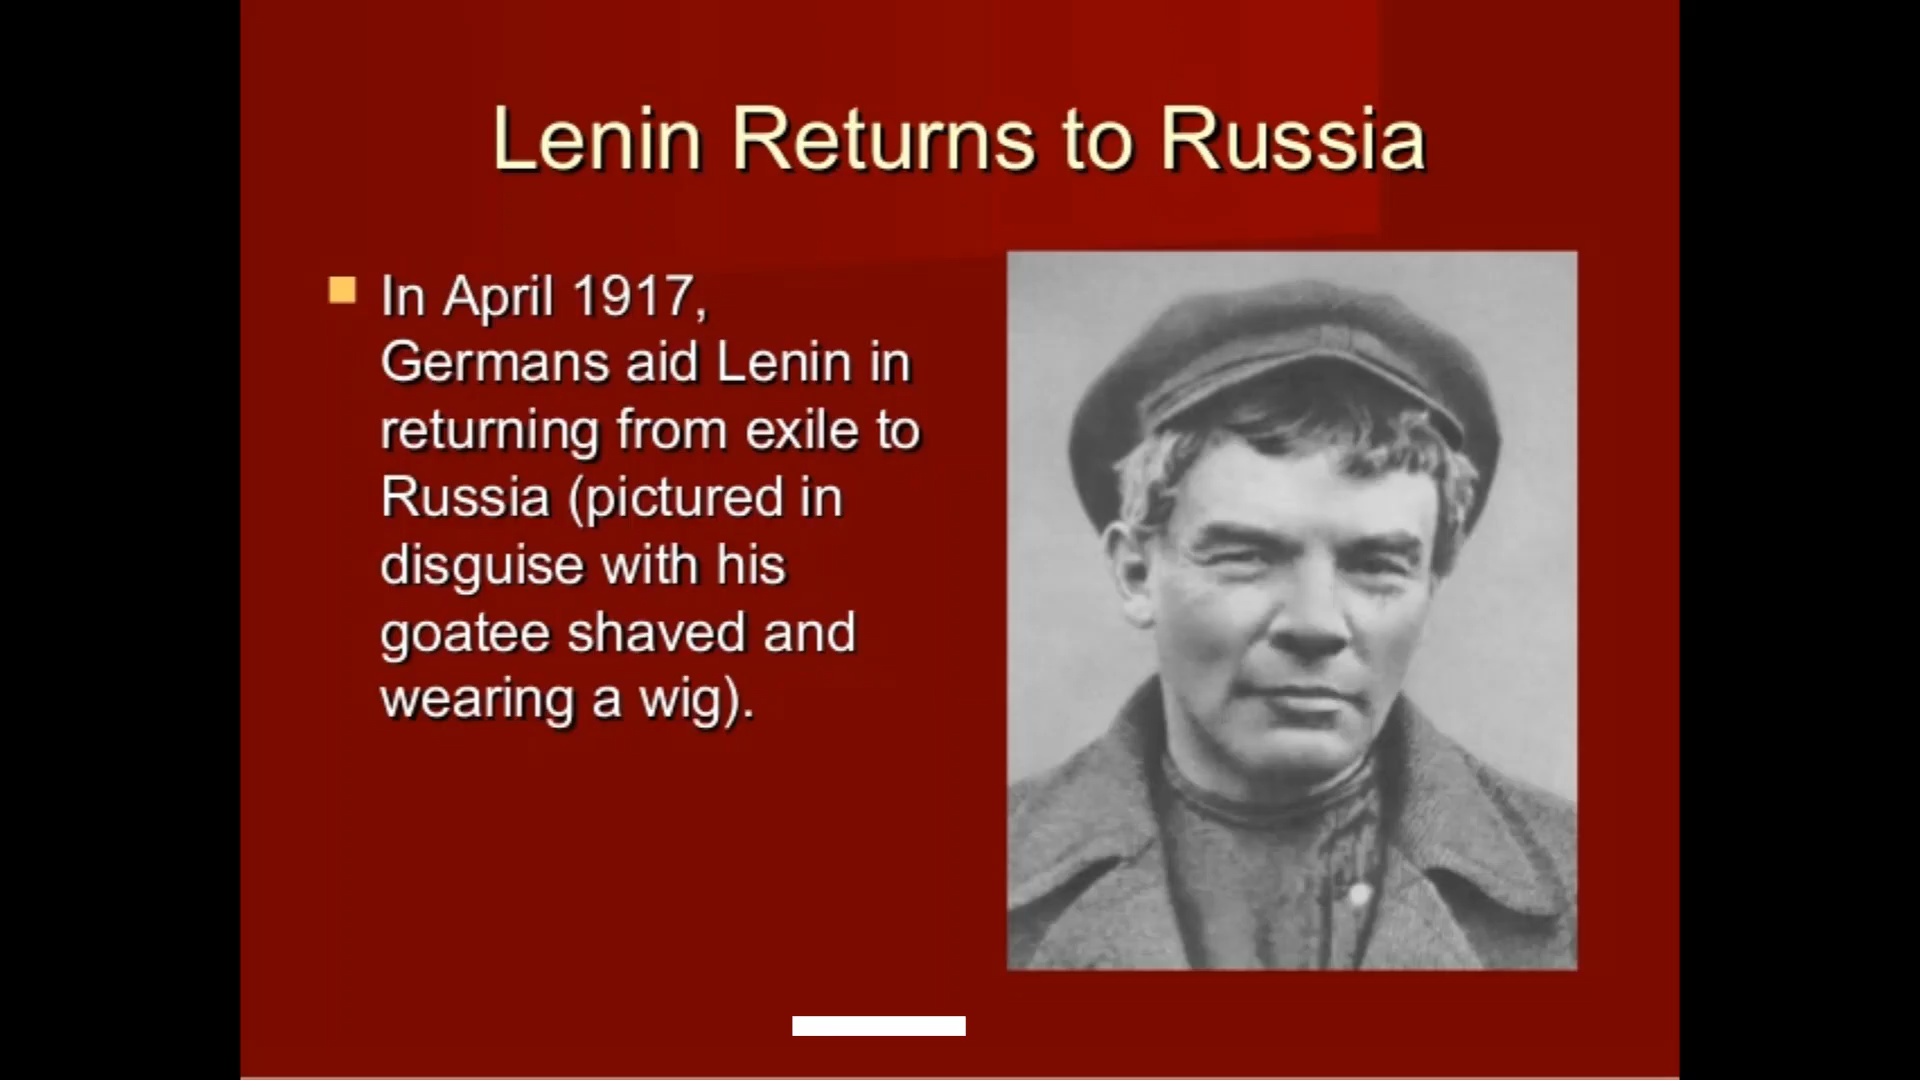 Lenin Returns to Russia
In April 1917,
Germans aid Lenin in
returning from exile to
Russia (pictured in
disguise with his
goatee shaved and
wearing a wig).